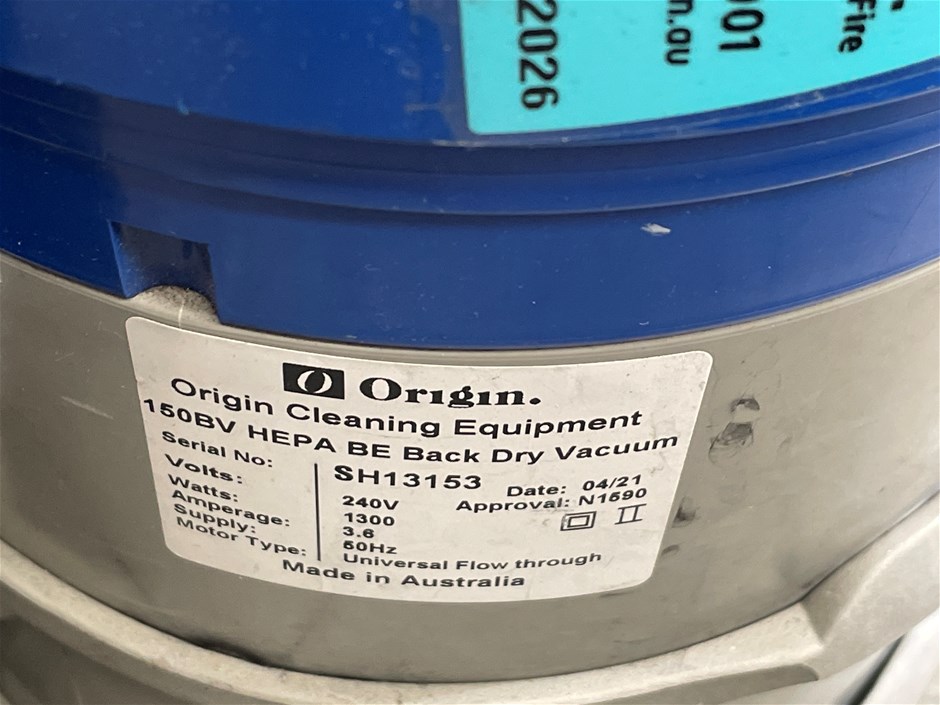 2026
n.au
001
Fire
Origin.
Origin Cleaning Equipment
150BV HEPA BE Back Dry Vacuum
Serial No: SH13153 Date: 04/21
Volts: 240V Approval: N1590
Watts: 1300
Amperage: 3.6
Supply: 50Hz
Motor Type: Universal Flow through
Made in Australia